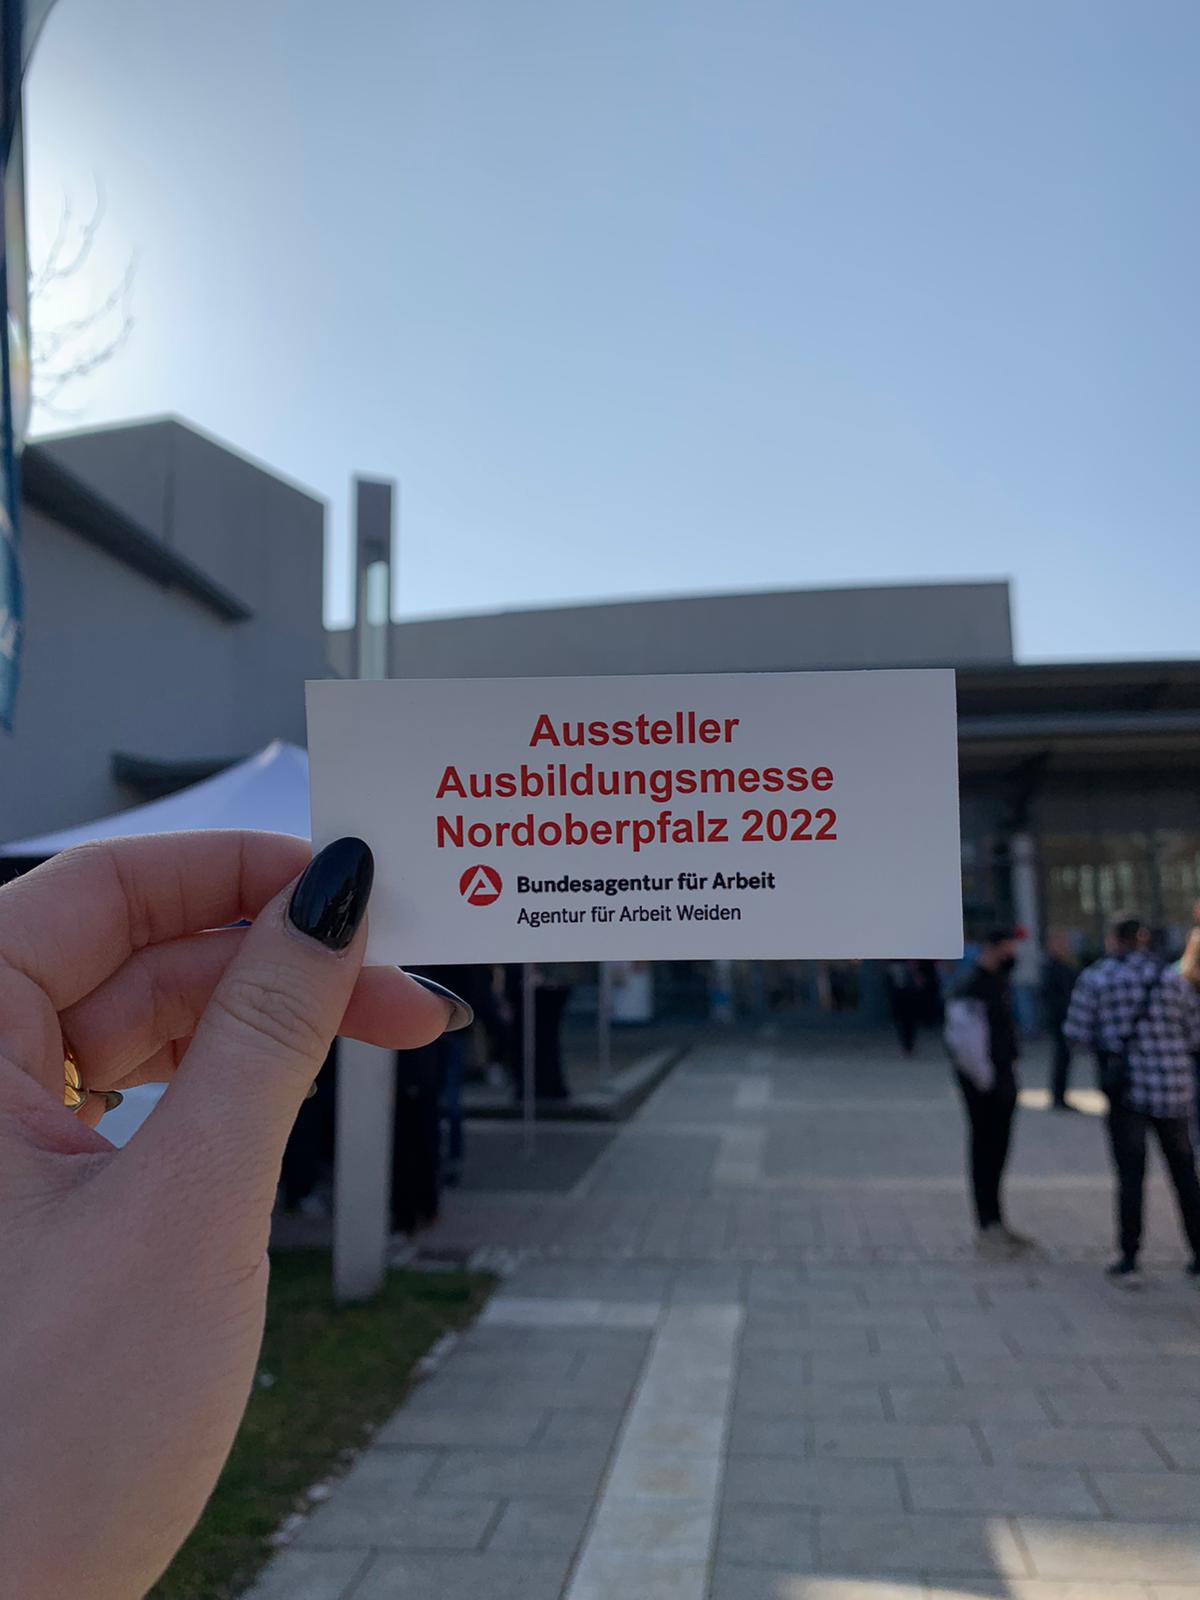 Aussteller
Ausbildungsmesse
Nordoberpfalz 2022
Bundesagentur für Arbeit
Agentur für Arbeit Weiden